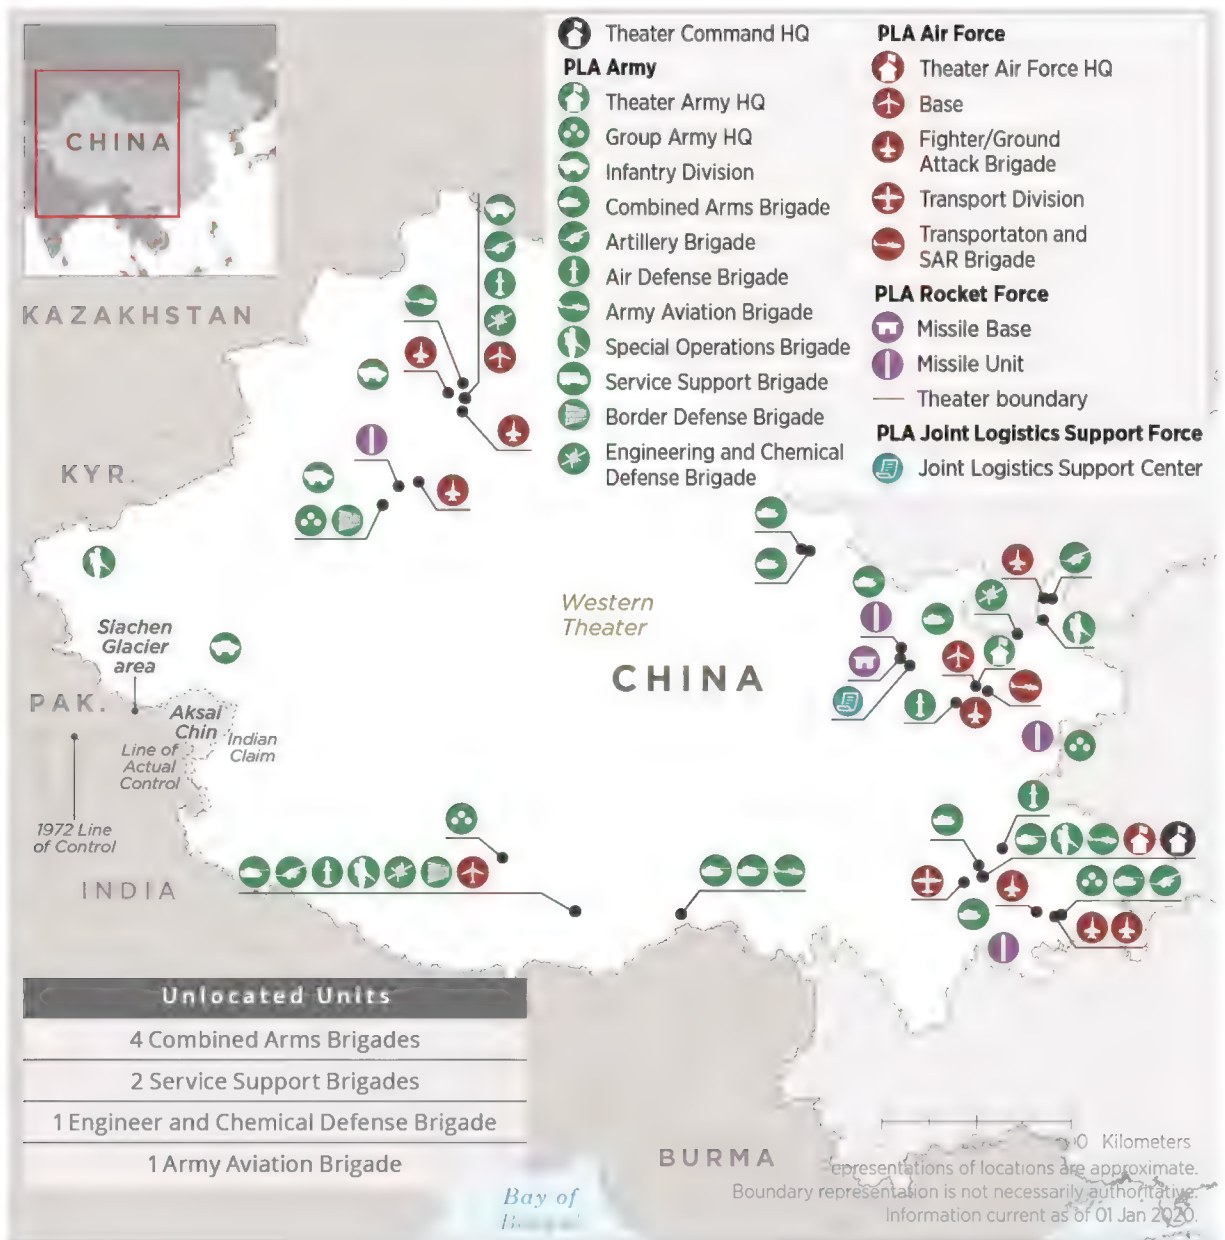 CHINA
Theater Command HQ
PLA Army
Theater Army HQ
Group Army HQ
Infantry Division
Combined Arms Brigade
Artillery Brigade
Air Defense Brigade
Army Aviation Brigade
Special Operations Brigade
Service Support Brigade
Border Defense Brigade
Engineering and Chemical
Defense Brigade
PLA Air Force
Theater Air Force HQ
Base
Fighter/Ground
Attack Brigade
Transport Division
Transportaton and
SAR Brigade
PLA Rocket Force
Missile Base
Missile Unit
Theater boundary
PLA Joint Logistics Support Force
Joint Logistics Support Center
KAZAKHSTAN
KYR.
Siachen
Glacier
area
PAK.
Aksai
Chin
Indian
Claim
Line of
Actual
Control
1972 Line
of Control
INDIA
Western
Theater
CHINA
Unlocated Units
4 Combined Arms Brigades
2 Service Support Brigades
1 Engineer and Chemical Defense Brigade
1 Army Aviation Brigade
BURMA
Bay of
Kilometers
epresentations of locations are approximate.
Boundary representation is not necessarily authoritative.
Information current as of 01 Jan 2020.